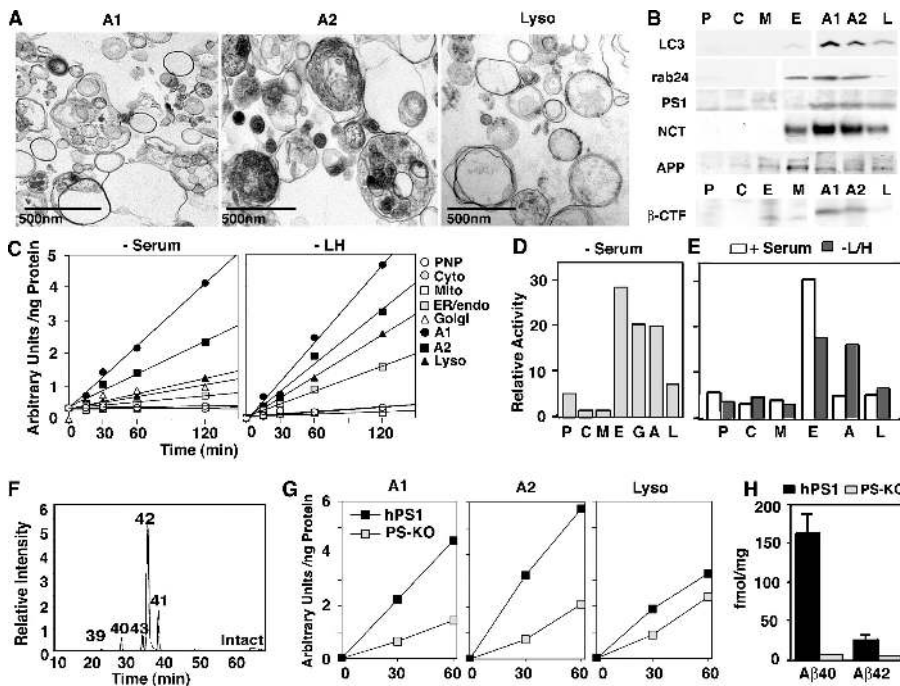 A
A1
A2
Lyso
500nm
500nm
500nm
B
P C M E A1 A2 L
LC3
rab24
PS1
NCT
APP
P C E M A1 A2 L
β-CTF
C
- Serum
- LH
Arbitrary Units /ng Protein
5
4
3
2
1
0
0 30 60 120
0 30 60 120
Time (min)
PNP
Cyto
Mito
ER/endo
Golgi
A1
A2
Lyso
D
- Serum
Relative Activity
30
20
10
0
P C M E G A L
E
+ Serum
-L/H
P C M E A L
F
Relative Intensity
6
5
4
3
2
1
0
42
41
39
40
43
Intact
10 20 30 40 50 60
Time (min)
G
A1
A2
Lyso
Arbitrary Units /ng Protein
6
4
2
0
hPS1
PS-KO
0 30 60
0 30 60
0 30 60
H
hPS1
PS-KO
fmol/mg
200
150
100
50
0
Aβ40 Aβ42